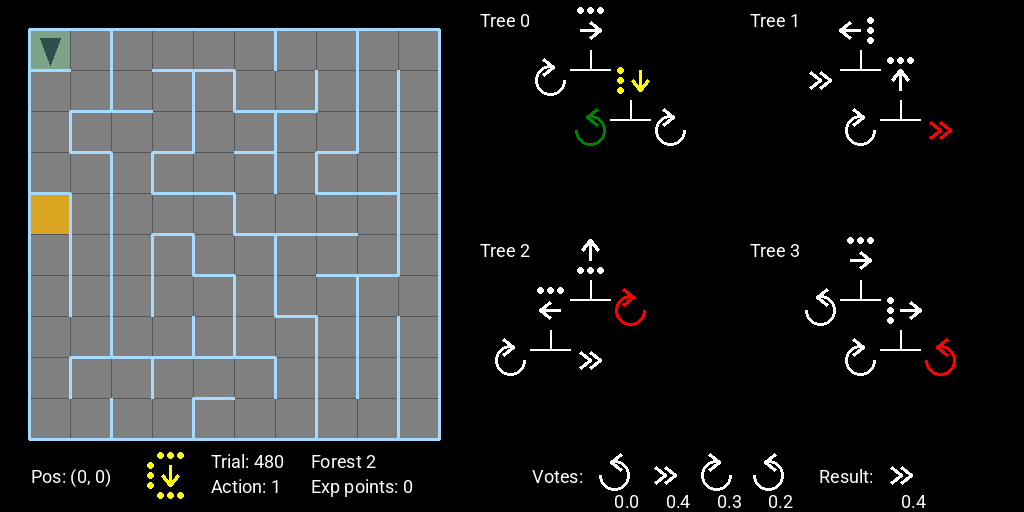 Tree 0
Tree 1
Tree 2
Tree 3
Pos: (0, 0)
Trial: 480
Forest 2
Action: 1
Exp points: 0
Votes:
0.0
0.4
0.3
0.2
Result:
0.4